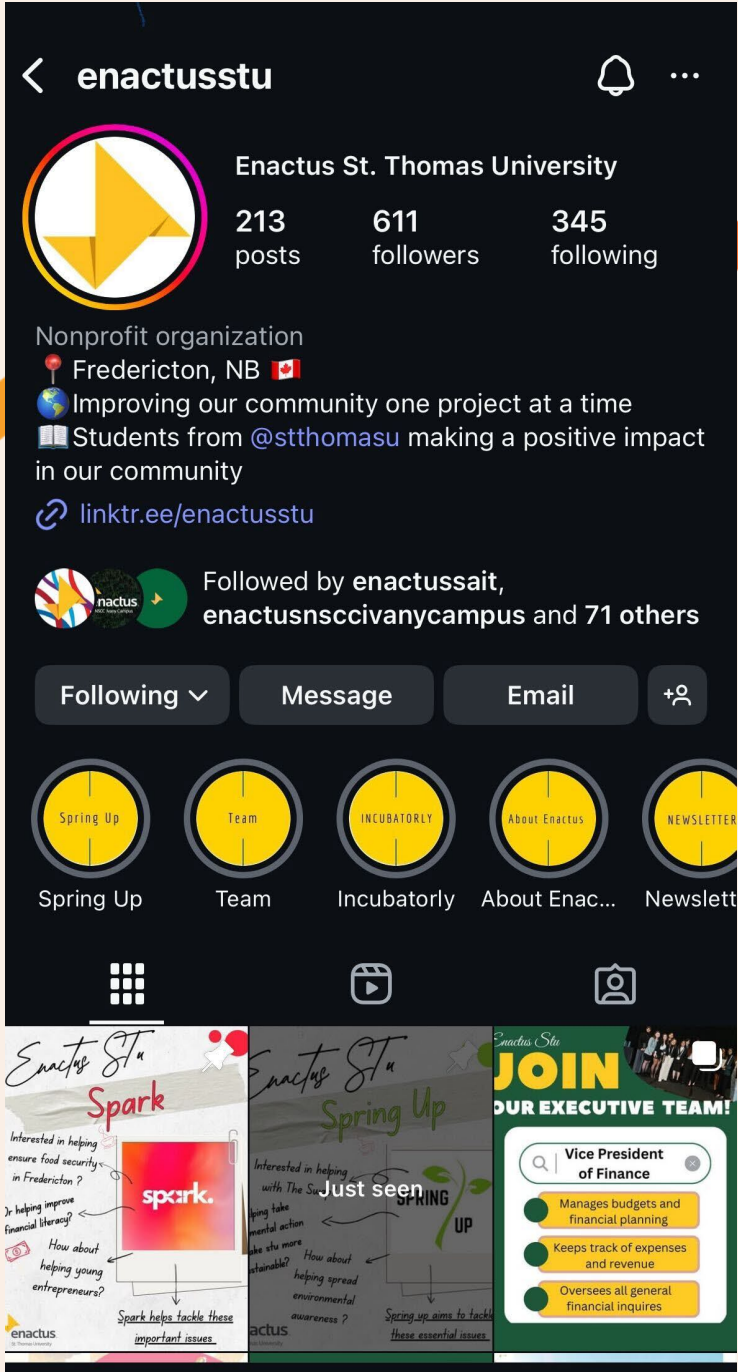 enactusstu
Enactus St. Thomas University
213 611 345
posts followers following
Nonprofit organization
📍 Fredericton, NB 🇨🇦
🌎Improving our community one project at a time
📖Students from @stthomasu making a positive impact
in our community
linktr.ee/enactusstu
Followed by enactussait,
enactusnsccivanycampus and 71 others
Following Message Email
Spring Up Team INCUBATORLY About Enactus NEWSLETTER
Spring Up Team Incubatorly About Enac... Newslett
Enactus STu
Spark
Interested in helping
ensure food security
in Fredericton ?
Or helping improve
financial literacy?
spark.
How about
helping young
entrepreneurs?
Spark helps tackle these
important issues
enactus
St. Thomas University
Enactus STu
Spring Up
Interested in helping
with The
Just seen
SPRING
UP
stu more
How about
helping spread
environmental
awareness ?
Spring up aims to tackle
these essential issues
Enactus Stu
JOIN
OUR EXECUTIVE TEAM!
Vice President
of Finance
Manages budgets and
financial planning
Keeps track of expenses
and revenue
Oversees all general
financial inquires